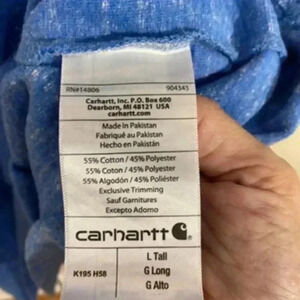 RN#14806 904343
Carhartt, Inc. P.O. Box 600
Dearborn, MI 48121 USA
carhartt.com
Made in Pakistan
Fabriqué au Pakistan
Hecho en Pakistán
55% Cotton / 45% Polyester
55% Coton / 45% Polyester
55% Algodón / 45% Poliéster
Exclusive Trimming
Sauf Garnitures
Excepto Adorno
carhartt
K195 H58
L Tall
G Long
G Alto